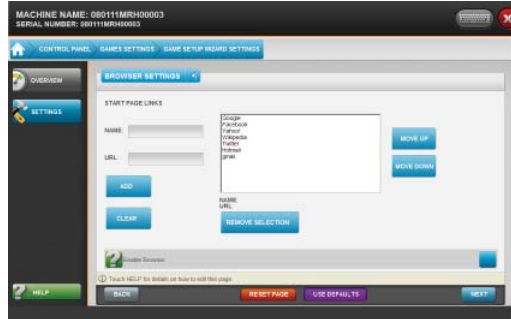 MACHINE NAME: 080111MRH00003
SERIAL NUMBER: 080111MRH00003
CONTROL PANEL GAMES SETTINGS GAME SETUP WIZARD SETTINGS
OVERVIEW
SETTINGS
HELP
BROWSER SETTINGS
START PAGE LINKS
NAME
URL
ADD
CLEAR
Google
Facebook
Yahoo!
Wikipedia
Twitter
Hotmail
gmail
NAME:
URL:
REMOVE SELECTION
MOVE UP
MOVE DOWN
Enable Browser
Touch HELP for details on how to edit this page.
BACK RESET PAGE USE DEFAULTS NEXT